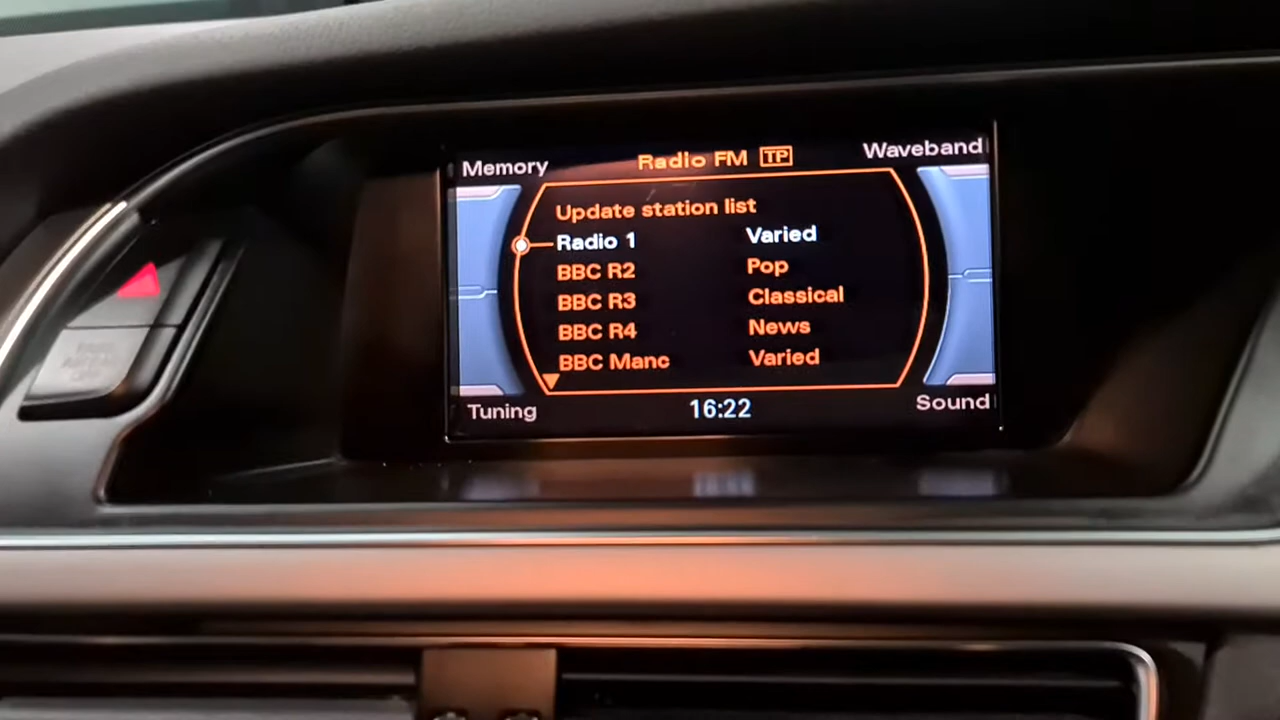 Memory Radio FM TP Waveband
Update station list
Radio 1 Varied
BBC R2 Pop
BBC R3 Classical
BBC R4 News
BBC Manc Varied
Tuning 16:22 Sound